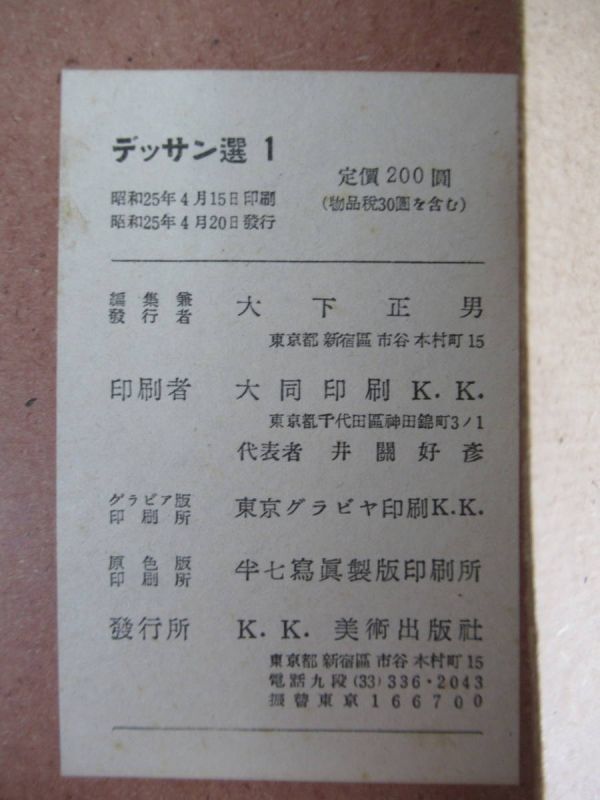 デッサン選 1
定價 200 圓
(物品稅30圓を含む)
昭和25年4月15日印刷
昭和25年4月20日發行
編集兼
發行者
大下正男
東京都 新宿區 市谷 本村町 15
印刷者
大同印刷 K. K.
東京都千代田區神田錦町3ノ1
代表者 井關好彥
グラビア版
印刷所
東京グラビヤ印刷K.K.
原色版
印刷所
半七寫眞製版印刷所
發行所
K. K. 美術出版社
東京都 新宿區 市谷 本村町 15
電話九段 (33) 336・2043
振替東京 166700